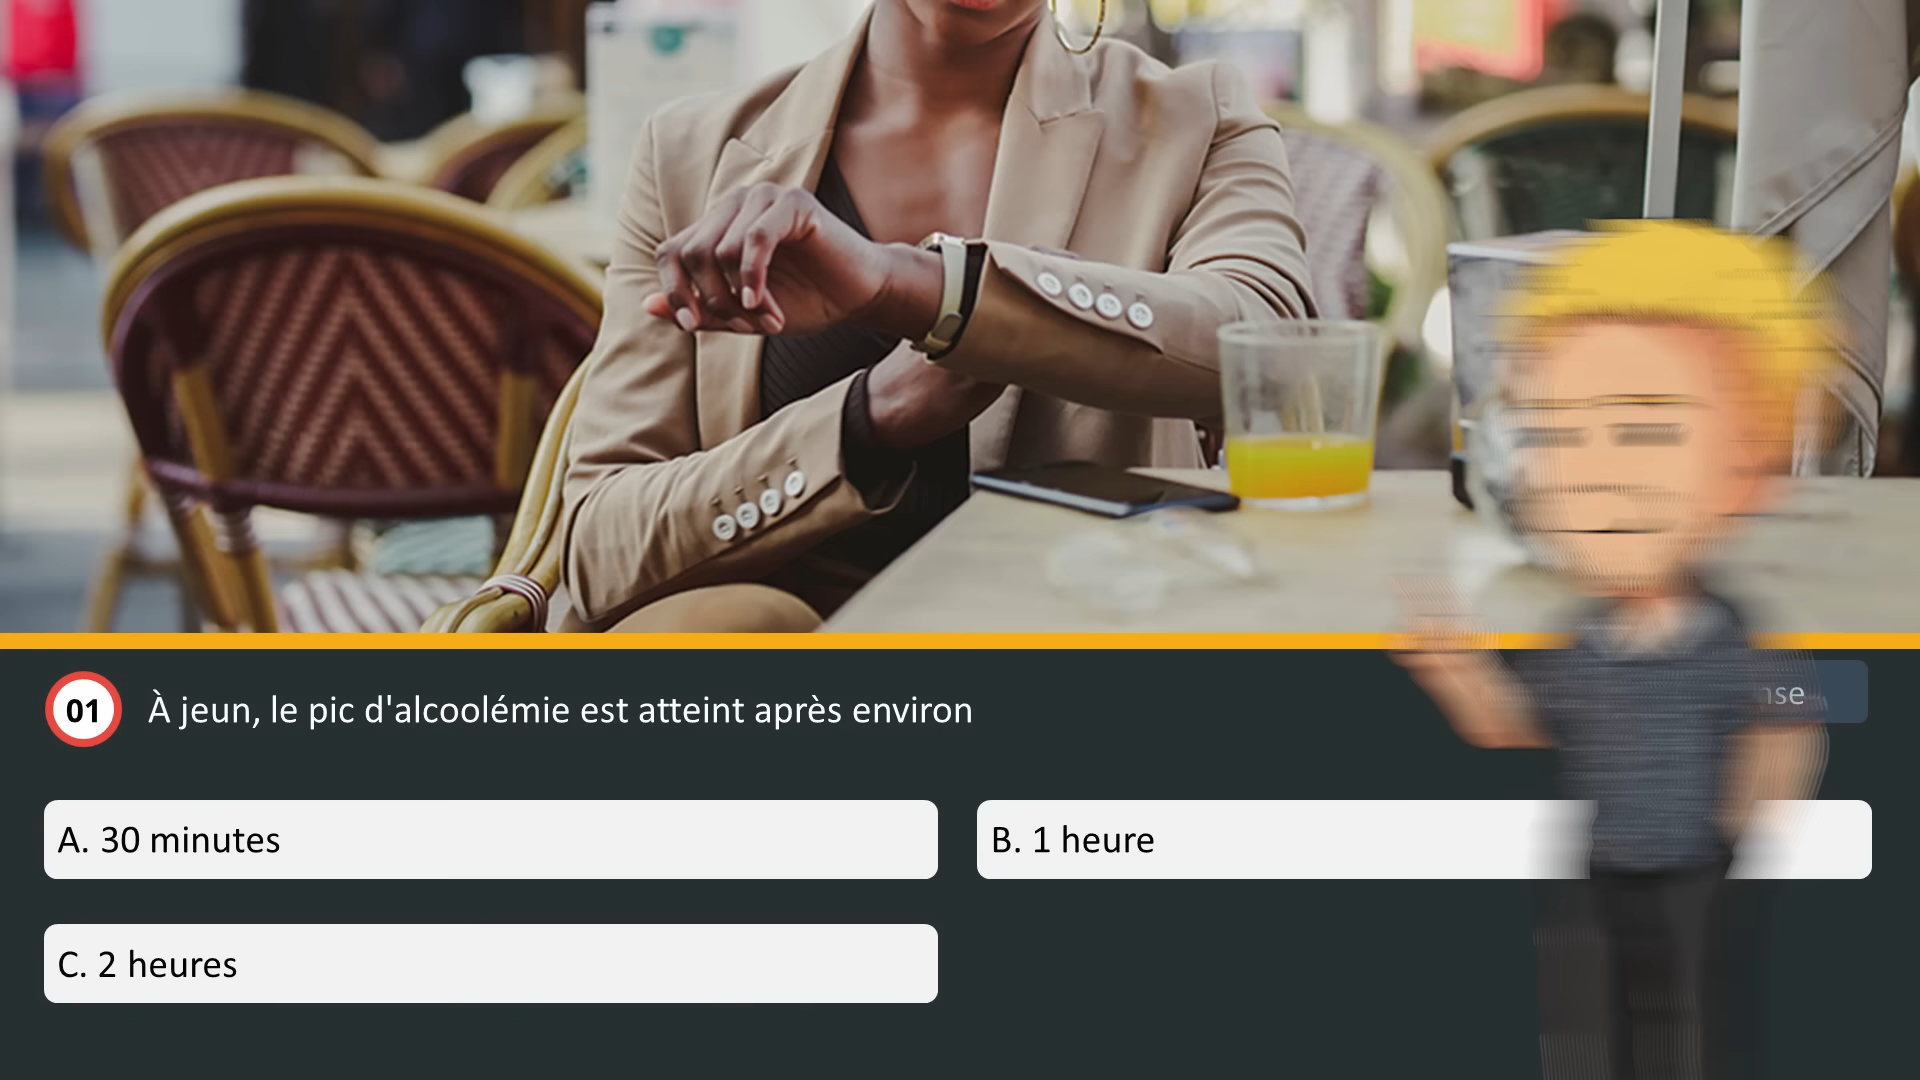 01 À jeun, le pic d'alcoolémie est atteint après environ
A. 30 minutes
B. 1 heure
C. 2 heures